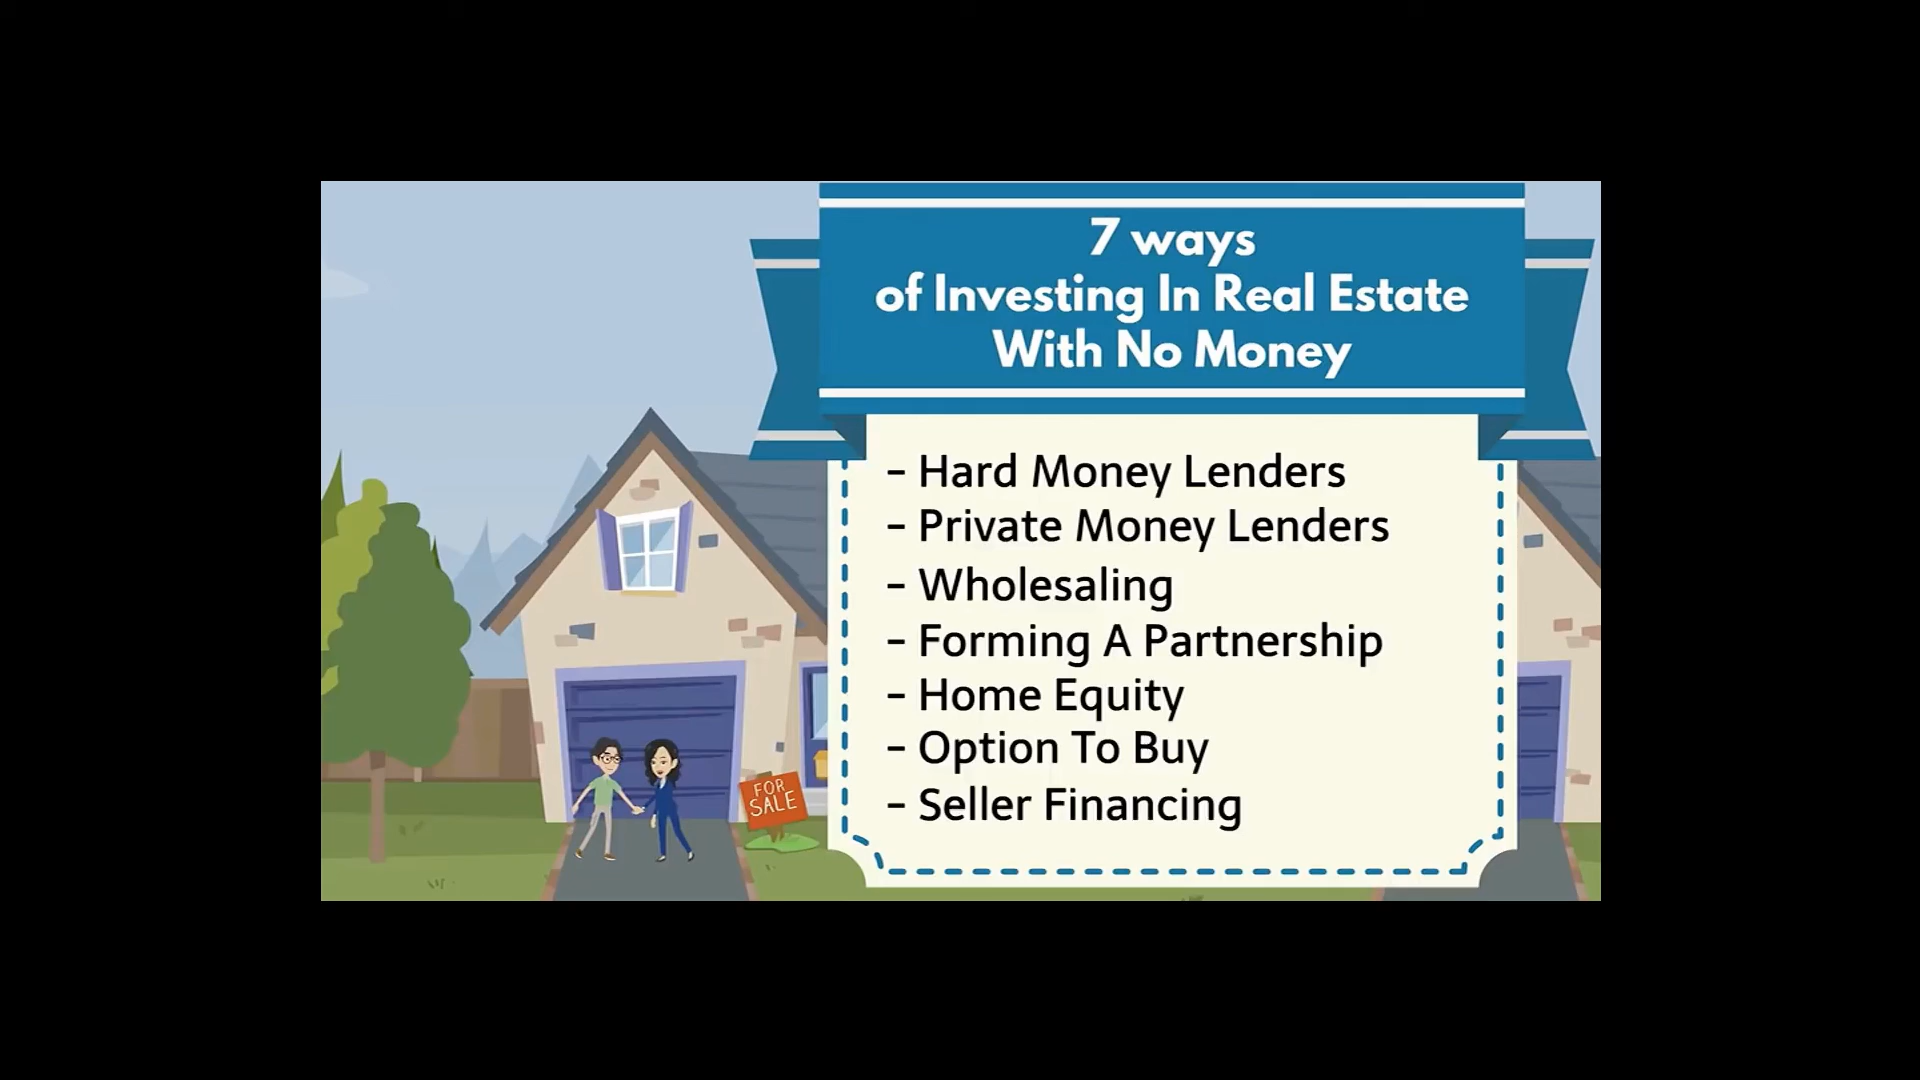 7 ways
of Investing In Real Estate
With No Money
- Hard Money Lenders
- Private Money Lenders
- Wholesaling
- Forming A Partnership
- Home Equity
- Option To Buy
- Seller Financing
FOR
SALE